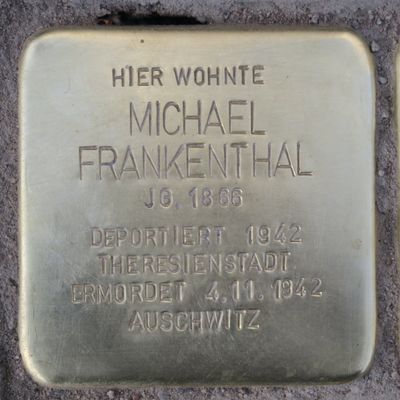 HIER WOHNTE
MICHAEL
FRANKENTHAL
JG. 1866
DEPORTIERT 1942
THERESIENSTADT
ERMORDET 4.11.1942
AUSCHWITZ